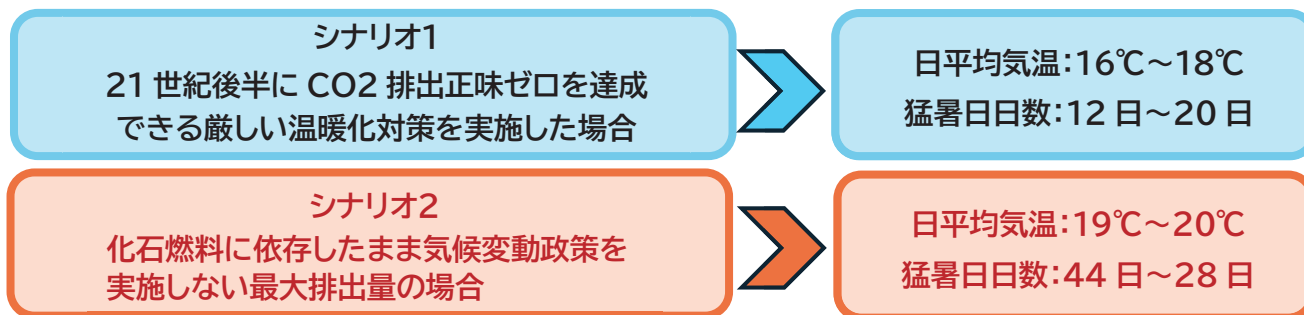 シナリオ1
21 世紀後半に CO2 排出正味ゼロを達成
できる厳しい温暖化対策を実施した場合
日平均気温:16℃～18℃
猛暑日日数:12 日～20 日
シナリオ2
化石燃料に依存したまま気候変動政策を
実施しない最大排出量の場合
日平均気温:19℃～20℃
猛暑日日数:44 日～28 日